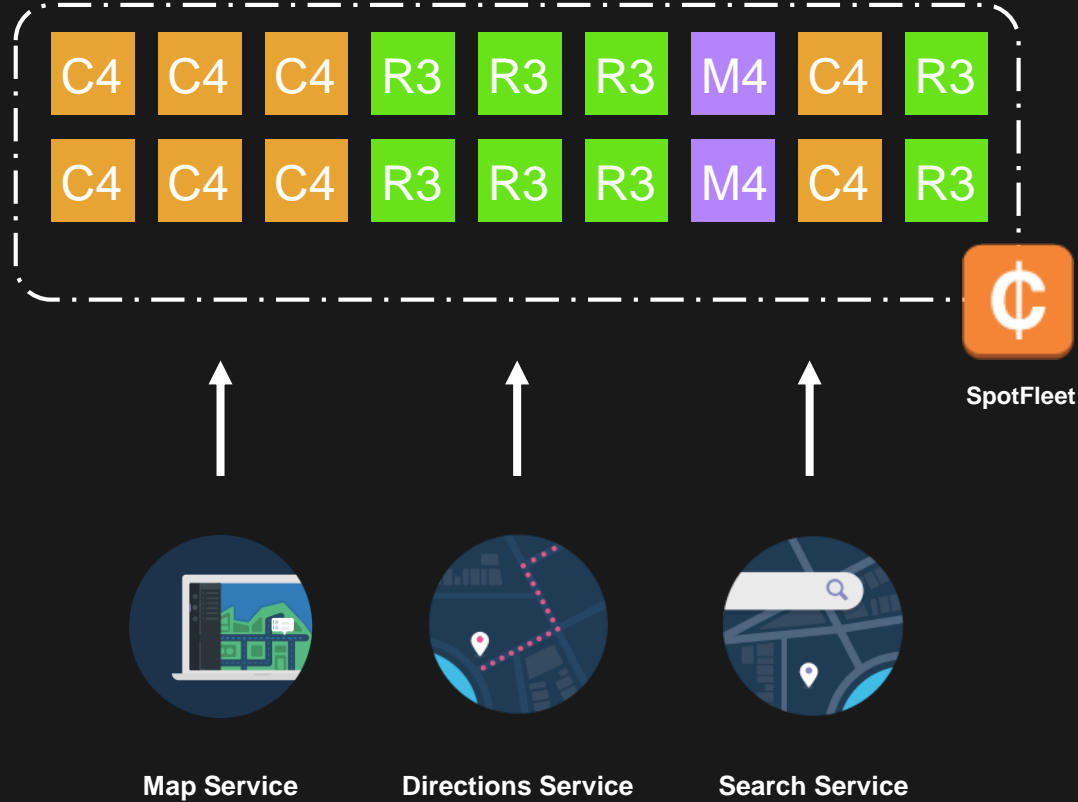 C4 C4 C4 R3 R3 R3 M4 C4 R3
C4 C4 C4 R3 R3 R3 M4 C4 R3
¢
SpotFleet
Map Service Directions Service Search Service